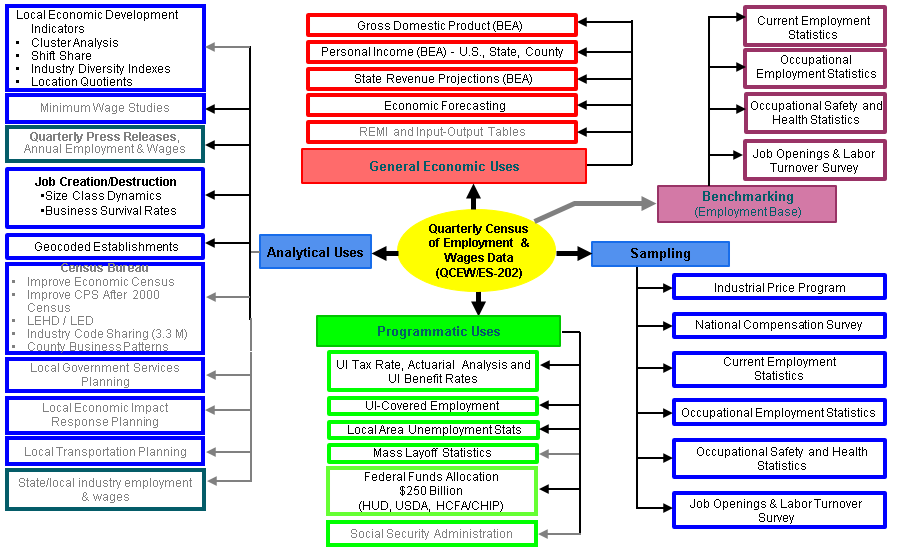 Local Economic Development
Indicators
• Cluster Analysis
• Shift Share
• Industry Diversity Indexes
• Location Quotients
Minimum Wage Studies
Quarterly Press Releases,
Annual Employment & Wages
Job Creation/Destruction
•Size Class Dynamics
•Business Survival Rates
Geocoded Establishments
Census Bureau
• Improve Economic Census
• Improve CPS After 2000
Census
• LEHD / LED
• Industry Code Sharing (3.3 M)
• County Business Patterns
Local Government Services
Planning
Local Economic Impact
Response Planning
Local Transportation Planning
State/local industry employment
& wages
Analytical Uses
Gross Domestic Product (BEA)
Personal Income (BEA) - U.S., State, County
State Revenue Projections (BEA)
Economic Forecasting
REMI and Input-Output Tables
General Economic Uses
Quarterly Census
of Employment &
Wages Data
(QCEW/ES-202)
Programmatic Uses
UI Tax Rate, Actuarial Analysis and
UI Benefit Rates
UI-Covered Employment
Local Area Unemployment Stats
Mass Layoff Statistics
Federal Funds Allocation
$250 Billion
(HUD, USDA, HCFA/CHIP)
Social Security Administration
Current Employment
Statistics
Occupational
Employment Statistics
Occupational Safety and
Health Statistics
Job Openings & Labor
Turnover Survey
Benchmarking
(Employment Base)
Sampling
Industrial Price Program
National Compensation Survey
Current Employment
Statistics
Occupational Employment Statistics
Occupational Safety and Health
Statistics
Job Openings & Labor Turnover
Survey